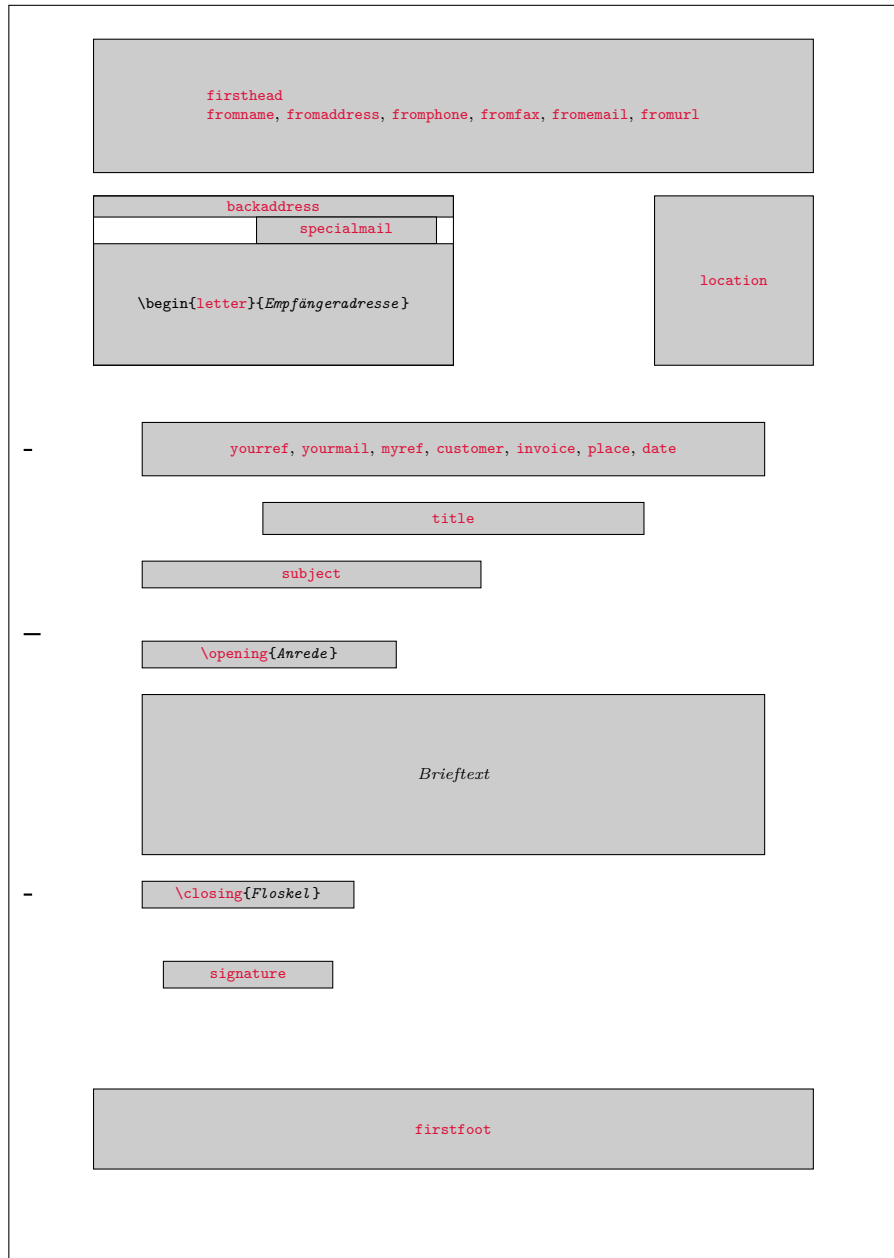 firsthead
fromname, fromaddress, fromphone, fromfax, fromemail, fromurl
backaddress
specialmail
\begin{letter}{Empfängeradresse}
location
yourref, yourmail, myref, customer, invoice, place, date
title
subject
\opening{Anrede}
Brieftext
\closing{Floskel}
signature
firstfoot